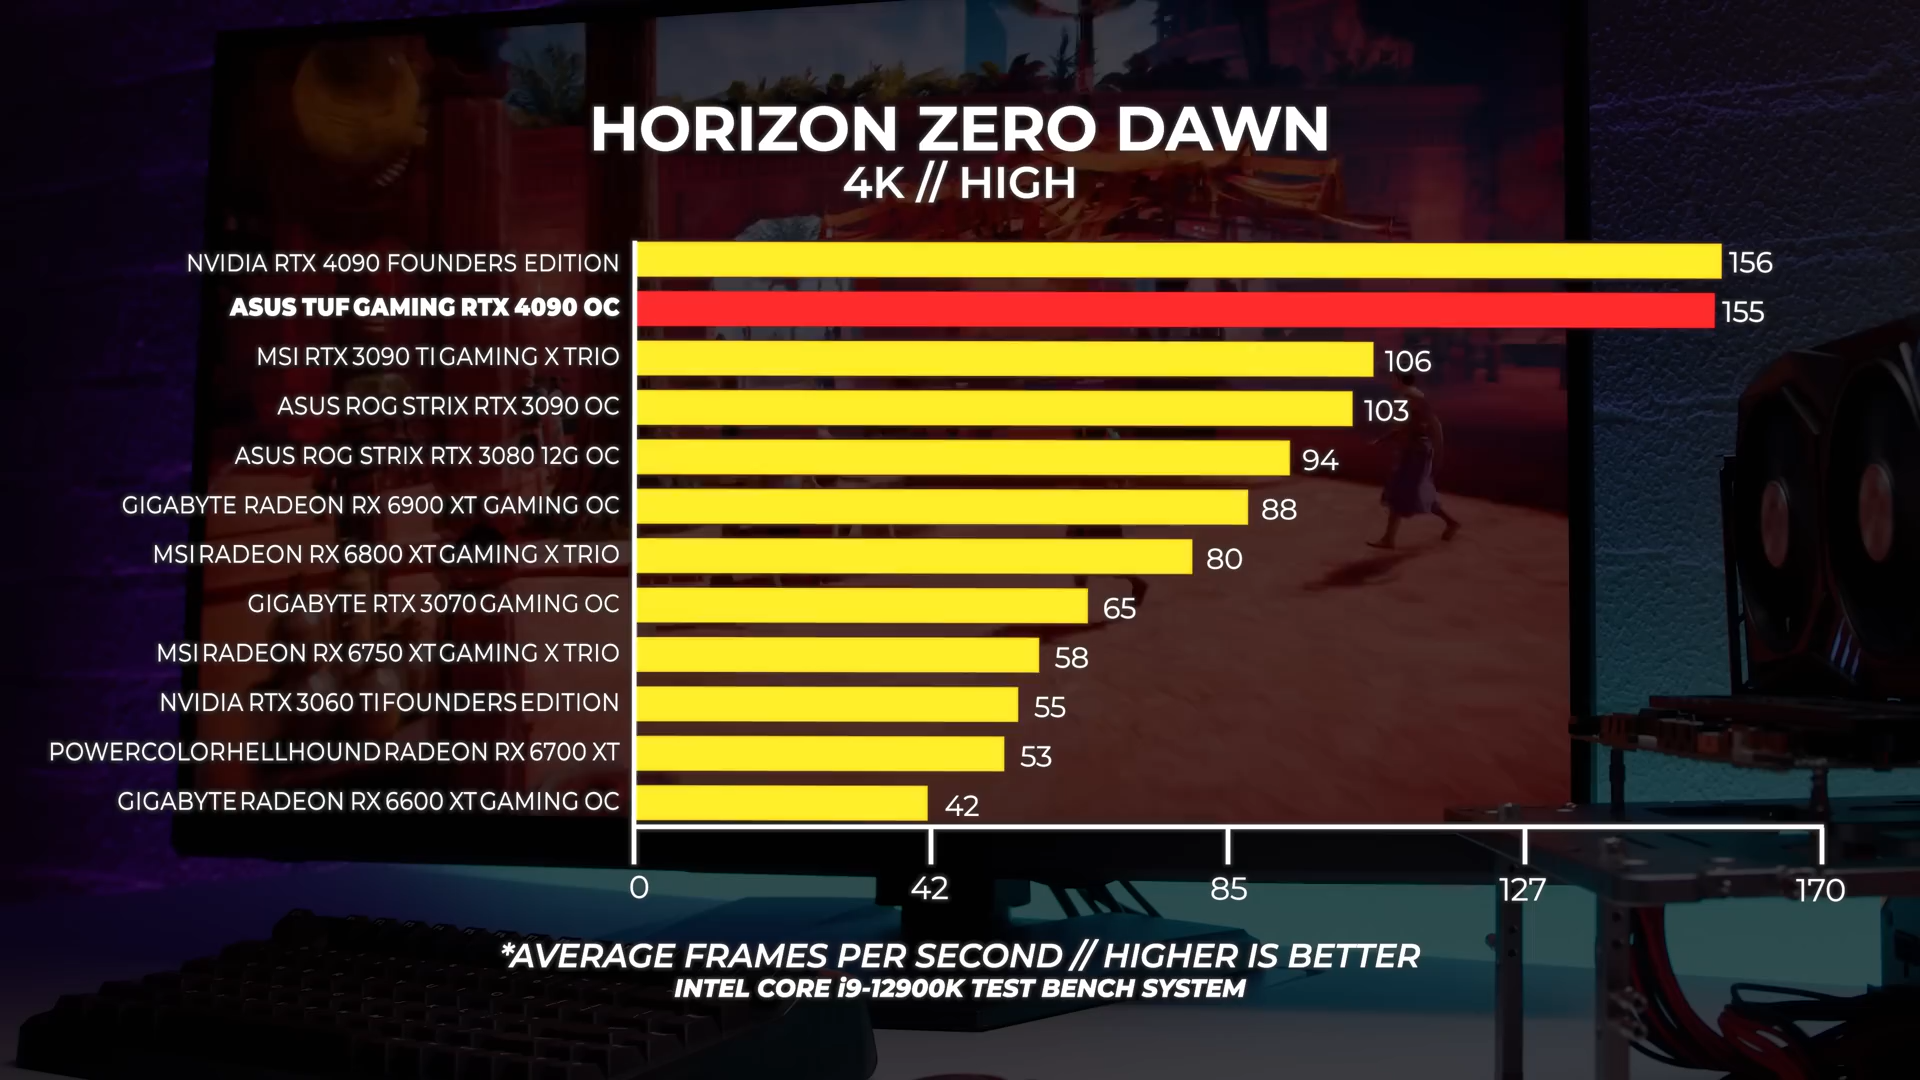 HORIZON ZERO DAWN
4K // HIGH
NVIDIA RTX 4090 FOUNDERS EDITION 156
ASUS TUF GAMING RTX 4090 OC 155
MSI RTX 3090 TI GAMING X TRIO 106
ASUS ROG STRIX RTX 3090 OC 103
ASUS ROG STRIX RTX 3080 12G OC 94
GIGABYTE RADEON RX 6900 XT GAMING OC 88
MSI RADEON RX 6800 XT GAMING X TRIO 80
GIGABYTE RTX 3070 GAMING OC 65
MSI RADEON RX 6750 XT GAMING X TRIO 58
NVIDIA RTX 3060 TI FOUNDERS EDITION 55
POWERCOLOR HELLHOUND RADEON RX 6700 XT 53
GIGABYTE RADEON RX 6600 XT GAMING OC 42
0 42 85 127 170
*AVERAGE FRAMES PER SECOND // HIGHER IS BETTER
INTEL CORE i9-12900K TEST BENCH SYSTEM